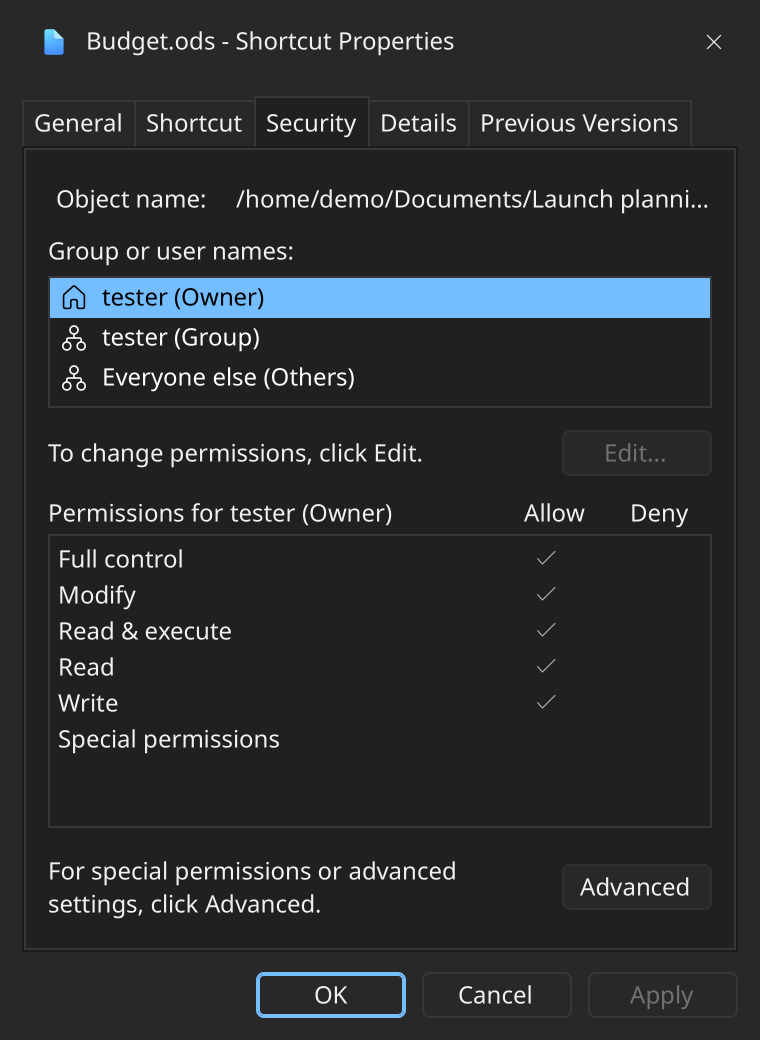 Budget.ods - Shortcut Properties
General Shortcut Security Details Previous Versions
Object name: /home/demo/Documents/Launch planni...
Group or user names:
tester (Owner)
tester (Group)
Everyone else (Others)
To change permissions, click Edit. Edit...
Permissions for tester (Owner) Allow Deny
Full control
Modify
Read & execute
Read
Write
Special permissions
For special permissions or advanced
settings, click Advanced. Advanced
OK Cancel Apply